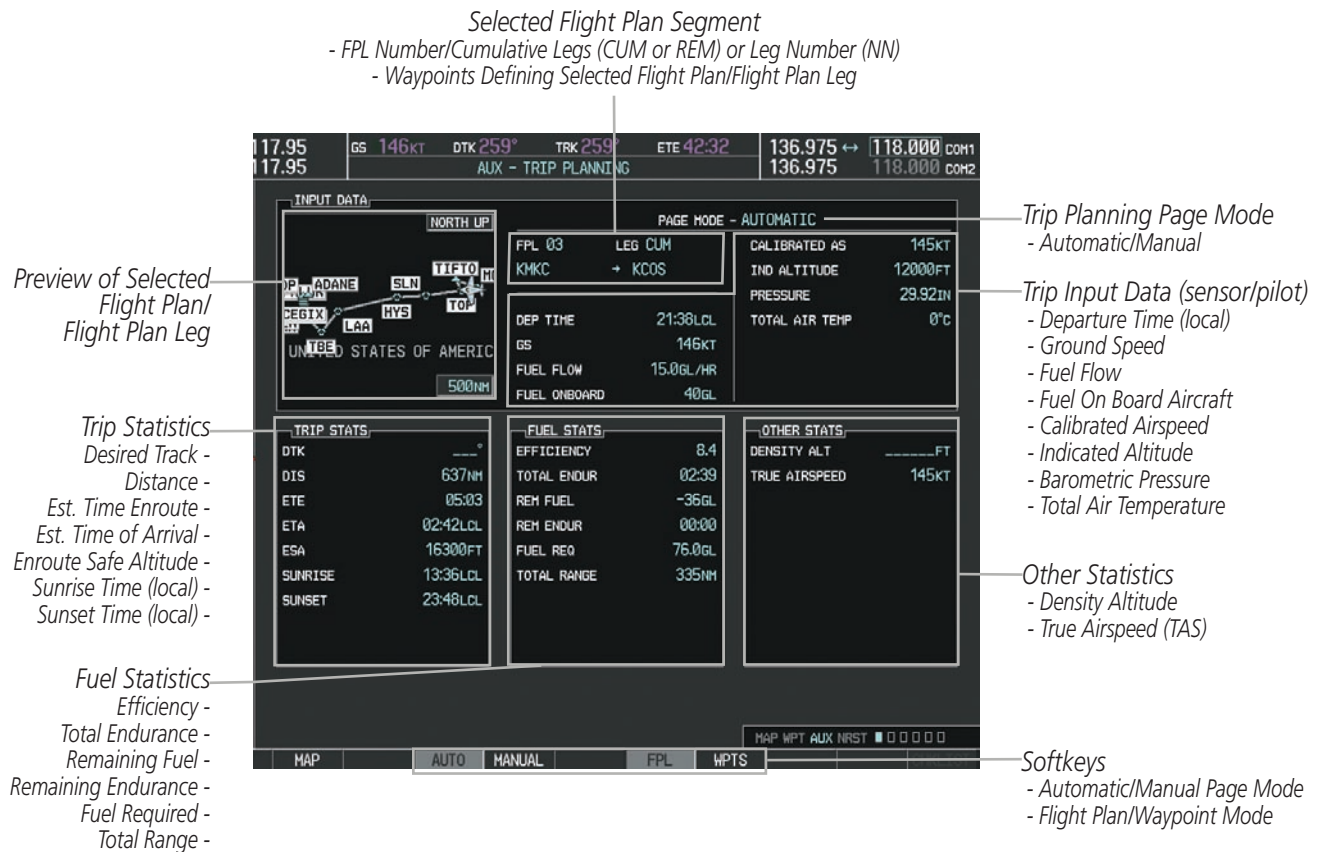 Selected Flight Plan Segment
- FPL Number/Cumulative Legs (CUM or REM) or Leg Number (NN)
- Waypoints Defining Selected Flight Plan/Flight Plan Leg
117.95 GS 146KT DTK 259° TRK 259° ETE 42:32 136.975 ↔ 118.000 COM1
117.95 AUX - TRIP PLANNING 136.975 118.000 COM2
INPUT DATA
NORTH UP
PAGE MODE - AUTOMATIC
FPL 03 LEG CUM
KMKC → KCOS
DEP TIME 21:38LCL
GS 146KT
FUEL FLOW 15.0GL/HR
FUEL ONBOARD 40GL
CALIBRATED AS 145KT
IND ALTITUDE 12000FT
PRESSURE 29.92IN
TOTAL AIR TEMP 0°C
TIFTO
ADANE SLN
TOP
CEGIX HYS
LAA
TBE
UNITED STATES OF AMERIC
500NM
Preview of Selected
Flight Plan/
Flight Plan Leg
Trip Planning Page Mode
- Automatic/Manual
Trip Input Data (sensor/pilot)
- Departure Time (local)
- Ground Speed
- Fuel Flow
- Fuel On Board Aircraft
- Calibrated Airspeed
- Indicated Altitude
- Barometric Pressure
- Total Air Temperature
Trip Statistics
Desired Track -
Distance -
Est. Time Enroute -
Est. Time of Arrival -
Enroute Safe Altitude -
Sunrise Time (local) -
Sunset Time (local) -
TRIP STATS
DTK ___°
DIS 637NM
ETE 05:03
ETA 02:42LCL
ESA 16300FT
SUNRISE 13:36LCL
SUNSET 23:48LCL
FUEL STATS
EFFICIENCY 8.4
TOTAL ENDUR 02:39
REM FUEL -36GL
REM ENDUR 00:00
FUEL REQ 76.0GL
TOTAL RANGE 335NM
OTHER STATS
DENSITY ALT ______FT
TRUE AIRSPEED 145KT
Other Statistics
- Density Altitude
- True Airspeed (TAS)
Fuel Statistics
Efficiency -
Total Endurance -
Remaining Fuel -
Remaining Endurance -
Fuel Required -
Total Range -
MAP WPT AUX NRST
MAP AUTO MANUAL FPL WPTS
Softkeys
- Automatic/Manual Page Mode
- Flight Plan/Waypoint Mode